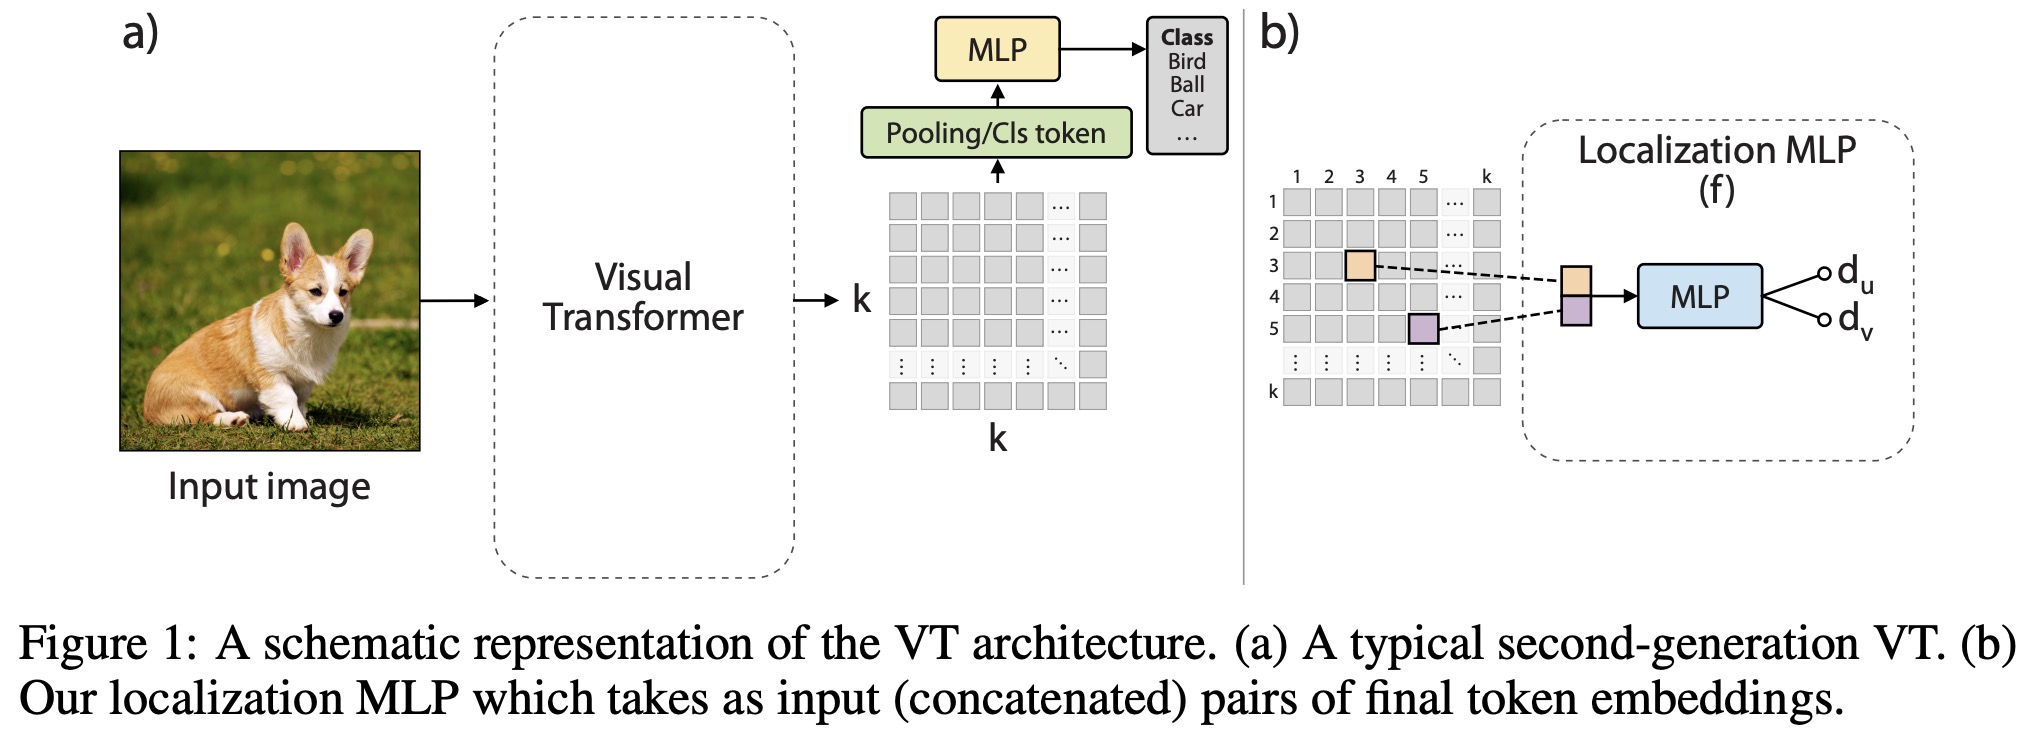 a)
MLP
Class
Bird
Ball
Car
...
Pooling/Cls token
Visual
Transformer
k
k
Input image
b)
Localization MLP
(f)
1 2 3 4 5 ... k
1
2
3
4
5
k
MLP
du
dv
Figure 1: A schematic representation of the VT architecture. (a) A typical second-generation VT. (b)
Our localization MLP which takes as input (concatenated) pairs of final token embeddings.